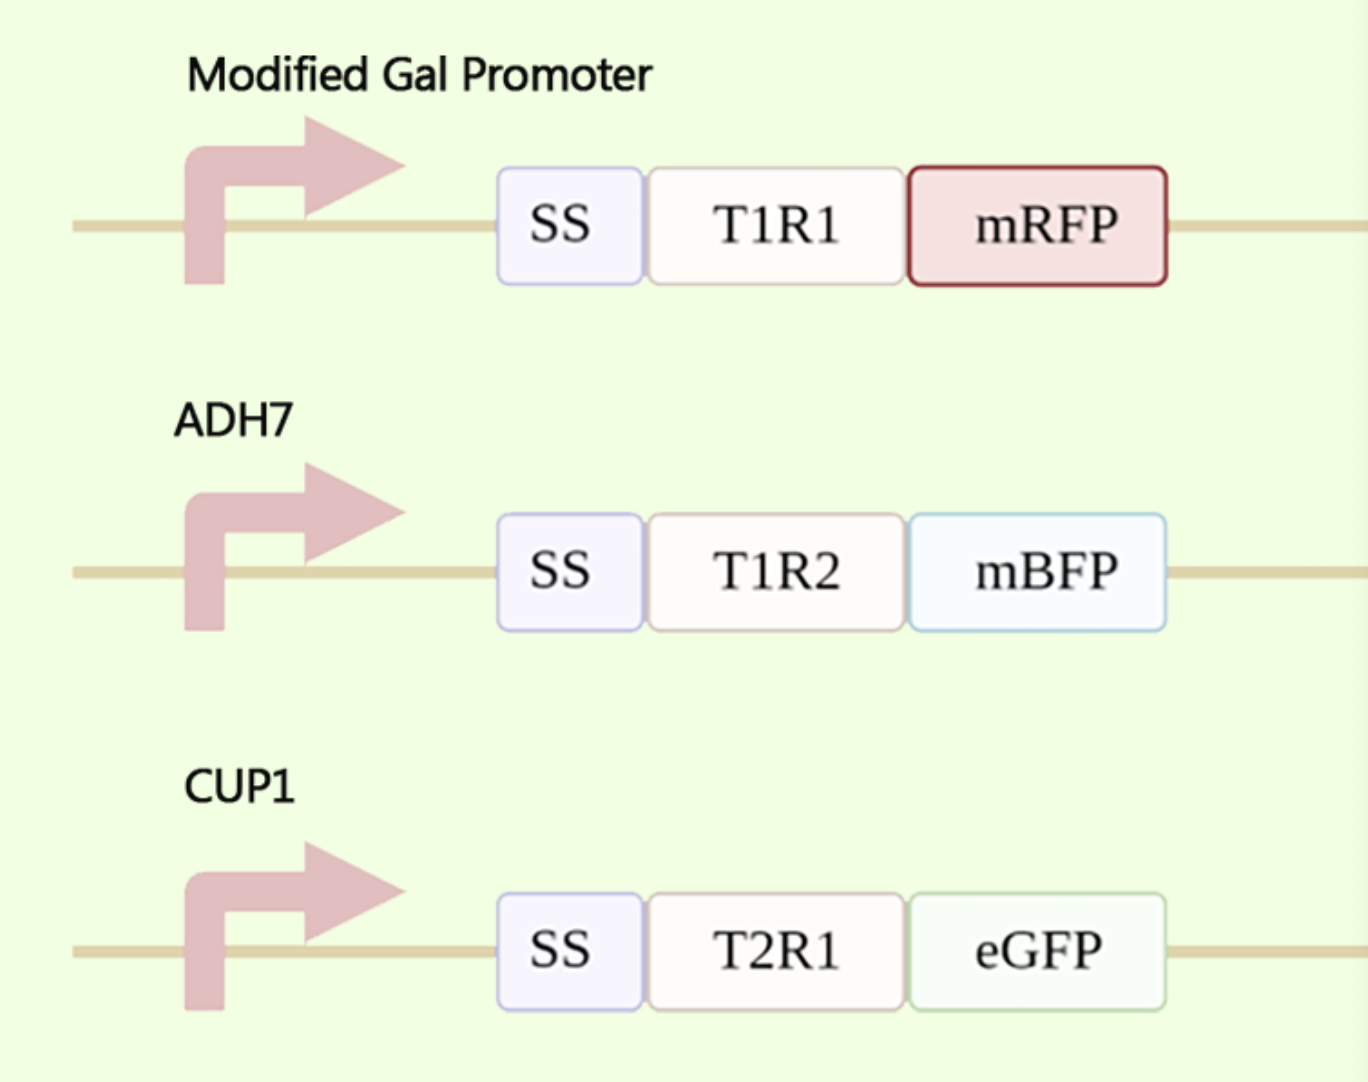 Modified Gal Promoter
SS T1R1 mRFP
ADH7
SS T1R2 mBFP
CUP1
SS T2R1 eGFP